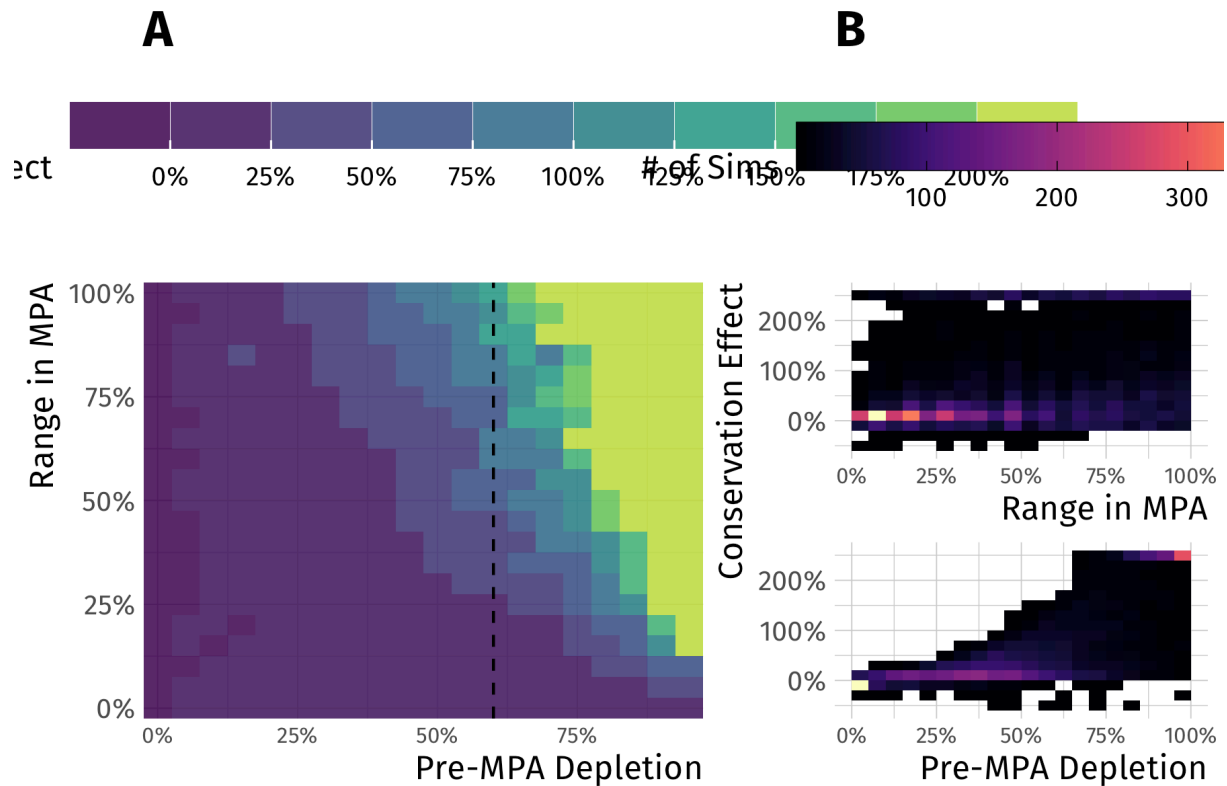 A
B
ect
0% 25% 50% 75% 100% 125% 150% 175% 200%
# of Sims
100 200 300
Range in MPA
100%
75%
50%
25%
0%
0% 25% 50% 75%
Pre-MPA Depletion
Conservation Effect
200%
100%
0%
0% 25% 50% 75% 100%
Range in MPA
200%
100%
0%
0% 25% 50% 75% 100%
Pre-MPA Depletion